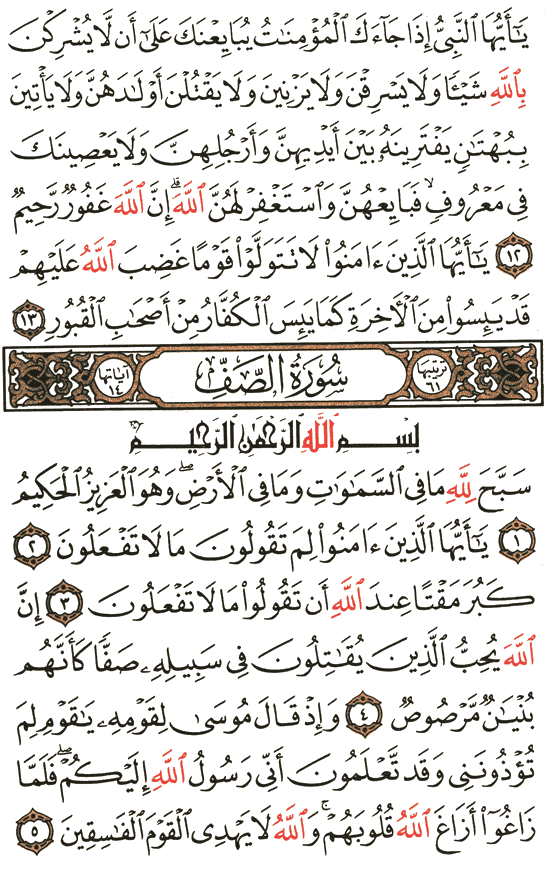 يَـٰٓأَيُّهَا ٱلنَّبِيُّ إِذَا جَآءَكَ ٱلْمُؤْمِنَـٰتُ يُبَايِعْنَكَ عَلَىٰٓ أَن لَّا يُشْرِكْنَ
بِٱللَّهِ شَيْـًٔا وَلَا يَسْرِقْنَ وَلَا يَزْنِينَ وَلَا يَقْتُلْنَ أَوْلَـٰدَهُنَّ وَلَا يَأْتِينَ
بِبُهْتَـٰنٍ يَفْتَرِينَهُۥ بَيْنَ أَيْدِيهِنَّ وَأَرْجُلِهِنَّ وَلَا يَعْصِينَكَ
فِى مَعْرُوفٍ ۙ فَبَايِعْهُنَّ وَٱسْتَغْفِرْ لَهُنَّ ٱللَّهَ ۖ إِنَّ ٱللَّهَ غَفُورٌ رَّحِيمٌ
١٢ يَـٰٓأَيُّهَا ٱلَّذِينَ ءَامَنُوا۟ لَا تَتَوَلَّوْا۟ قَوْمًا غَضِبَ ٱللَّهُ عَلَيْهِمْ
قَدْ يَئِسُوا۟ مِنَ ٱلْـَٔاخِرَةِ كَمَا يَئِسَ ٱلْكُفَّارُ مِنْ أَصْحَـٰبِ ٱلْقُبُورِ ١٣
ترتيبها ٦١ سُورَةُ الصَّفِّ آياتها ١٤
بِسْمِ ٱللَّهِ ٱلرَّحْمَـٰنِ ٱلرَّحِيمِ
سَبَّحَ لِلَّهِ مَا فِى ٱلسَّمَـٰوَٰتِ وَمَا فِى ٱلْأَرْضِ ۖ وَهُوَ ٱلْعَزِيزُ ٱلْحَكِيمُ
١ يَـٰٓأَيُّهَا ٱلَّذِينَ ءَامَنُوا۟ لِمَ تَقُولُونَ مَا لَا تَفْعَلُونَ ٢
كَبُرَ مَقْتًا عِندَ ٱللَّهِ أَن تَقُولُوا۟ مَا لَا تَفْعَلُونَ ٣ إِنَّ
ٱللَّهَ يُحِبُّ ٱلَّذِينَ يُقَـٰتِلُونَ فِى سَبِيلِهِۦ صَفًّا كَأَنَّهُم
بُنْيَـٰنٌ مَّرْصُوصٌ ٤ وَإِذْ قَالَ مُوسَىٰ لِقَوْمِهِۦ يَـٰقَوْمِ لِمَ
تُؤْذُونَنِى وَقَد تَّعْلَمُونَ أَنِّى رَسُولُ ٱللَّهِ إِلَيْكُمْ ۖ فَلَمَّا
زَاغُوٓا۟ أَزَاغَ ٱللَّهُ قُلُوبَهُمْ ۚ وَٱللَّهُ لَا يَهْدِى ٱلْقَوْمَ ٱلْفَـٰسِقِينَ ٥